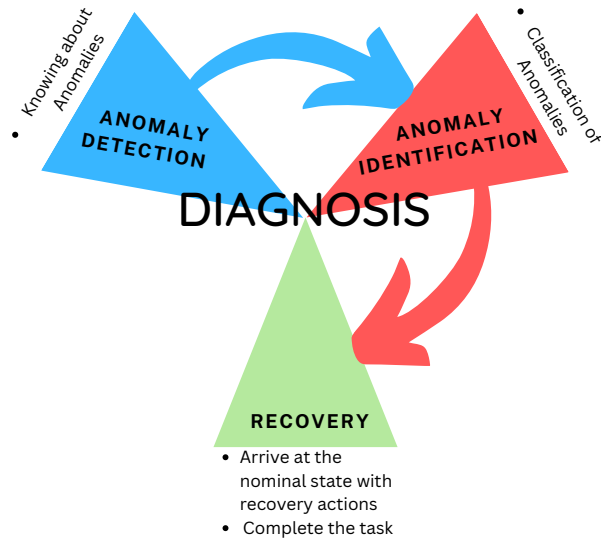 • Knowing about
Anomalies
ANOMALY
DETECTION
• Classification of
Anomalies
ANOMALY
IDENTIFICATION
DIAGNOSIS
RECOVERY
• Arrive at the
nominal state with
recovery actions
• Complete the task